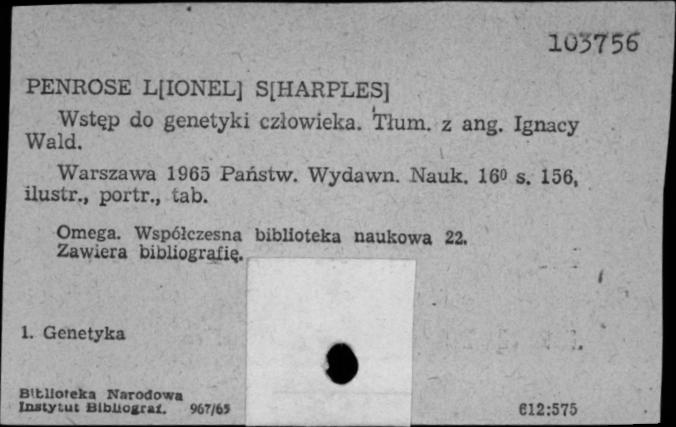 103756
PENROSE L[IONEL] S[HARPLES]
Wstęp do genetyki człowieka. Tłum. z ang. Ignacy
Wald.
Warszawa 1965 Państw. Wydawn. Nauk. 16⁰ s. 156,
ilustr., portr., tab.
Omega. Współczesna biblioteka naukowa 22.
Zawiera bibliografię.
1. Genetyka
Biblioteka Narodowa
Instytut Bibliograf. 967/65
612:575